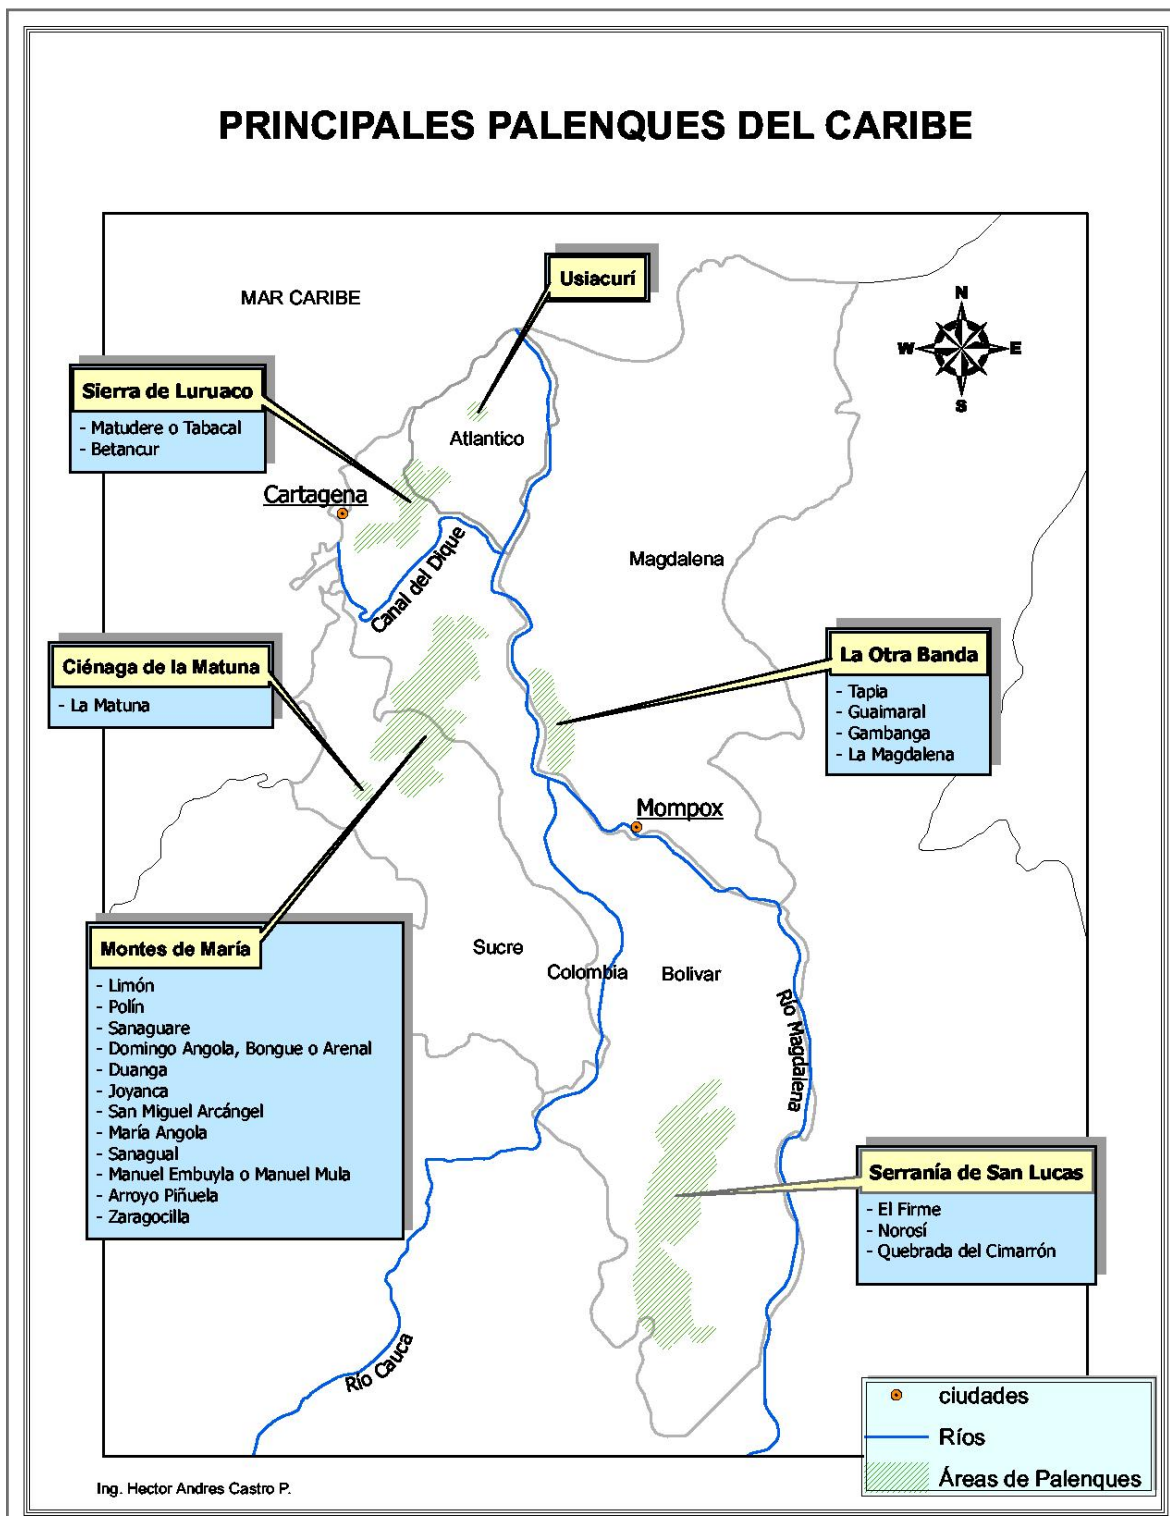 PRINCIPALES PALENQUES DEL CARIBE
MAR CARIBE
Usiacurí
N
W
E
S
Sierra de Luruaco
- Matudere o Tabacal
- Betancur
Atlantico
Cartagena
Canal del Dique
Magdalena
Ciénaga de la Matuna
- La Matuna
La Otra Banda
- Tapia
- Guaimaral
- Gambanga
- La Magdalena
Mompox
Montes de María
- Limón
- Polín
- Sanaguare
- Domingo Angola, Bongue o Arenal
- Duanga
- Joyanca
- San Miguel Arcángel
- María Angola
- Sanagual
- Manuel Embuyla o Manuel Mula
- Arroyo Piñuela
- Zaragocilla
Sucre
Colombia
Bolivar
Río Magdalena
Serranía de San Lucas
- El Firme
- Norosí
- Quebrada del Cimarrón
Río Cauca
ciudades
Ríos
Áreas de Palenques
Ing. Hector Andres Castro P.